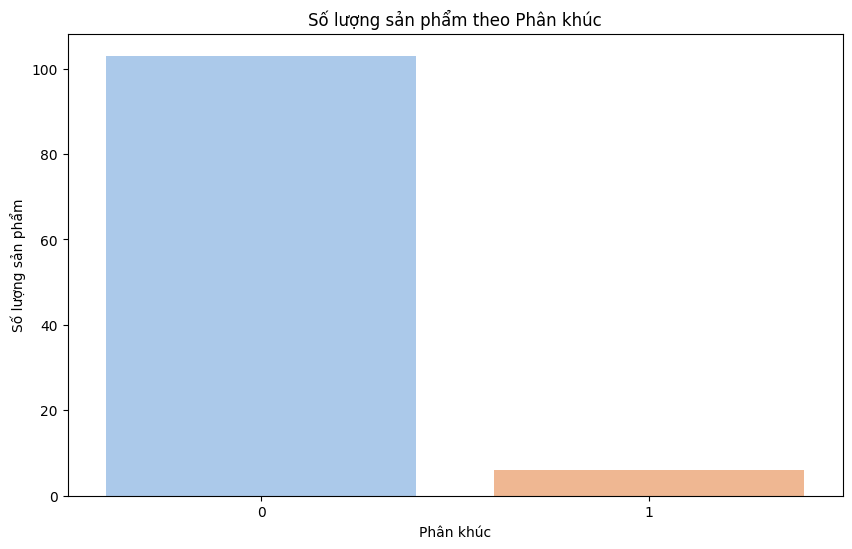 Số lượng sản phẩm theo Phân khúc
Số lượng sản phẩm
100
80
60
40
20
0
0 1
Phân khúc